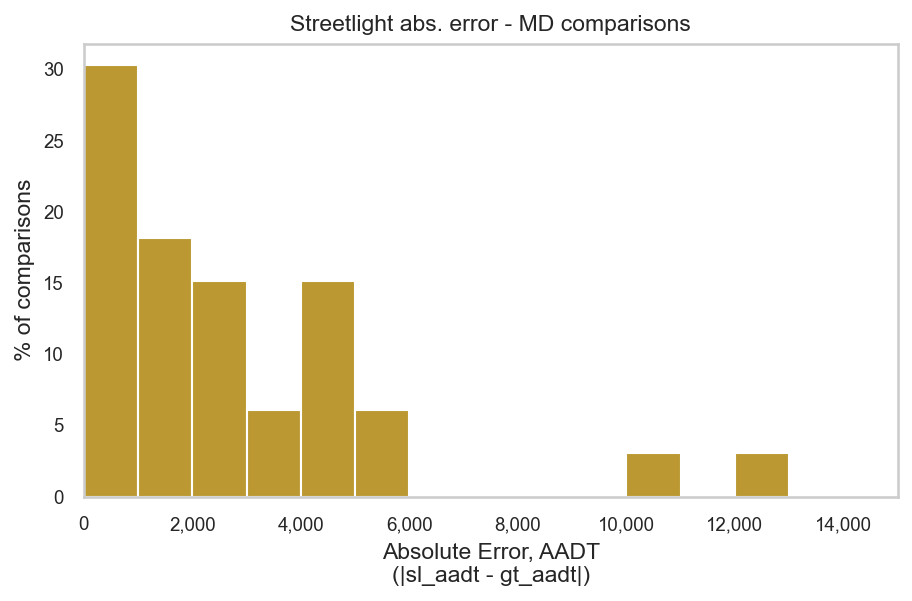 Streetlight abs. error - MD comparisons
% of comparisons
30
25
20
15
10
5
0
0 2,000 4,000 6,000 8,000 10,000 12,000 14,000
Absolute Error, AADT
(|sl_aadt - gt_aadt|)